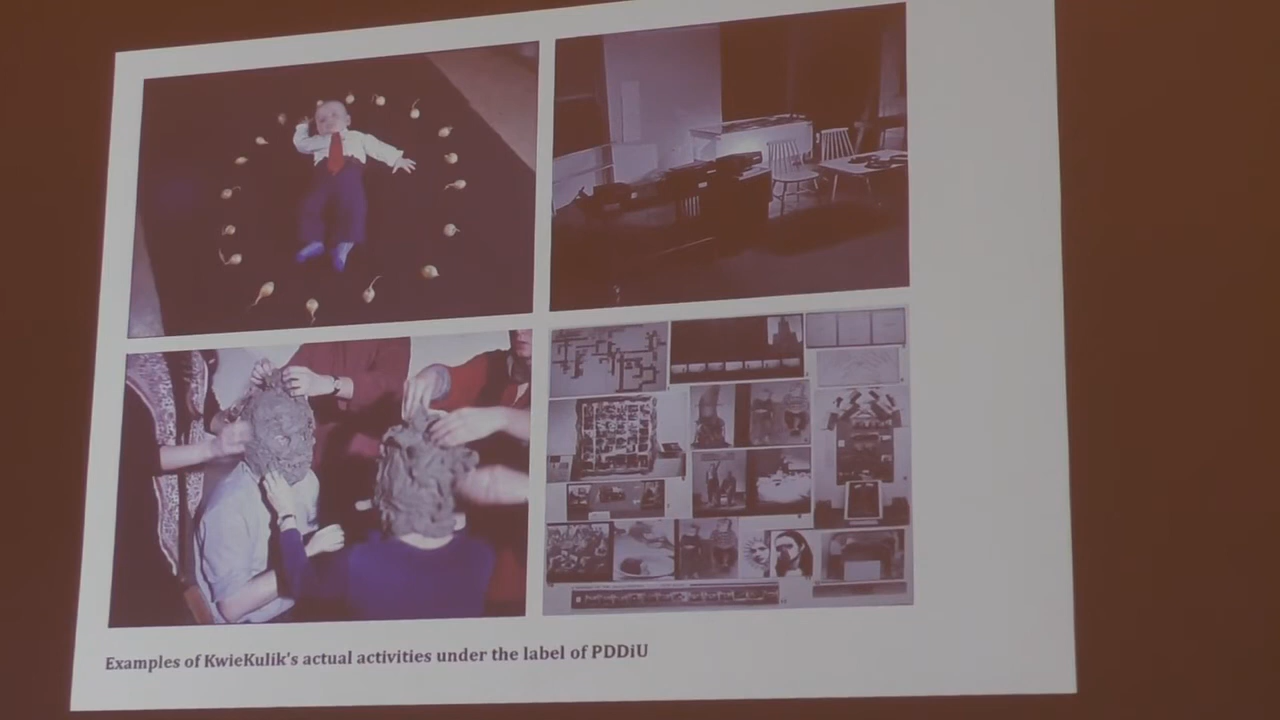 Examples of KwieKulik's actual activities under the label of PDDiU